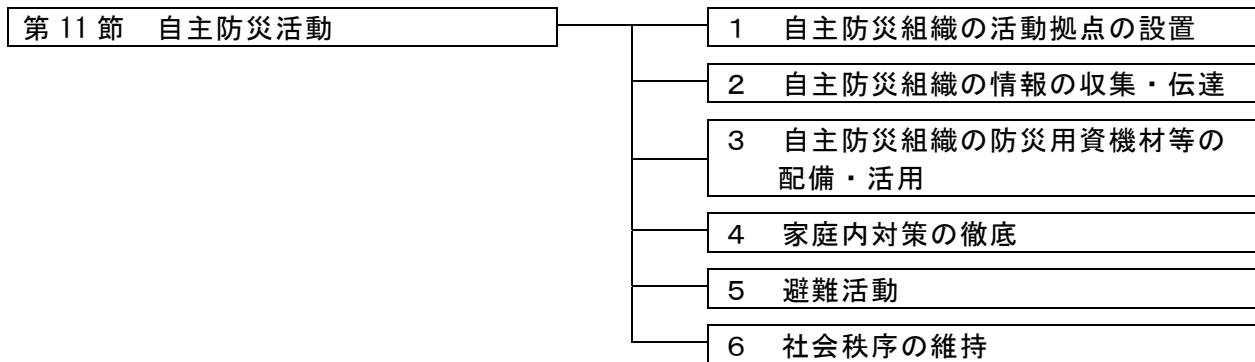 第 11 節　自主防災活動
１　自主防災組織の活動拠点の設置
２　自主防災組織の情報の収集・伝達
３　自主防災組織の防災用資機材等の
配備・活用
４　家庭内対策の徹底
５　避難活動
６　社会秩序の維持